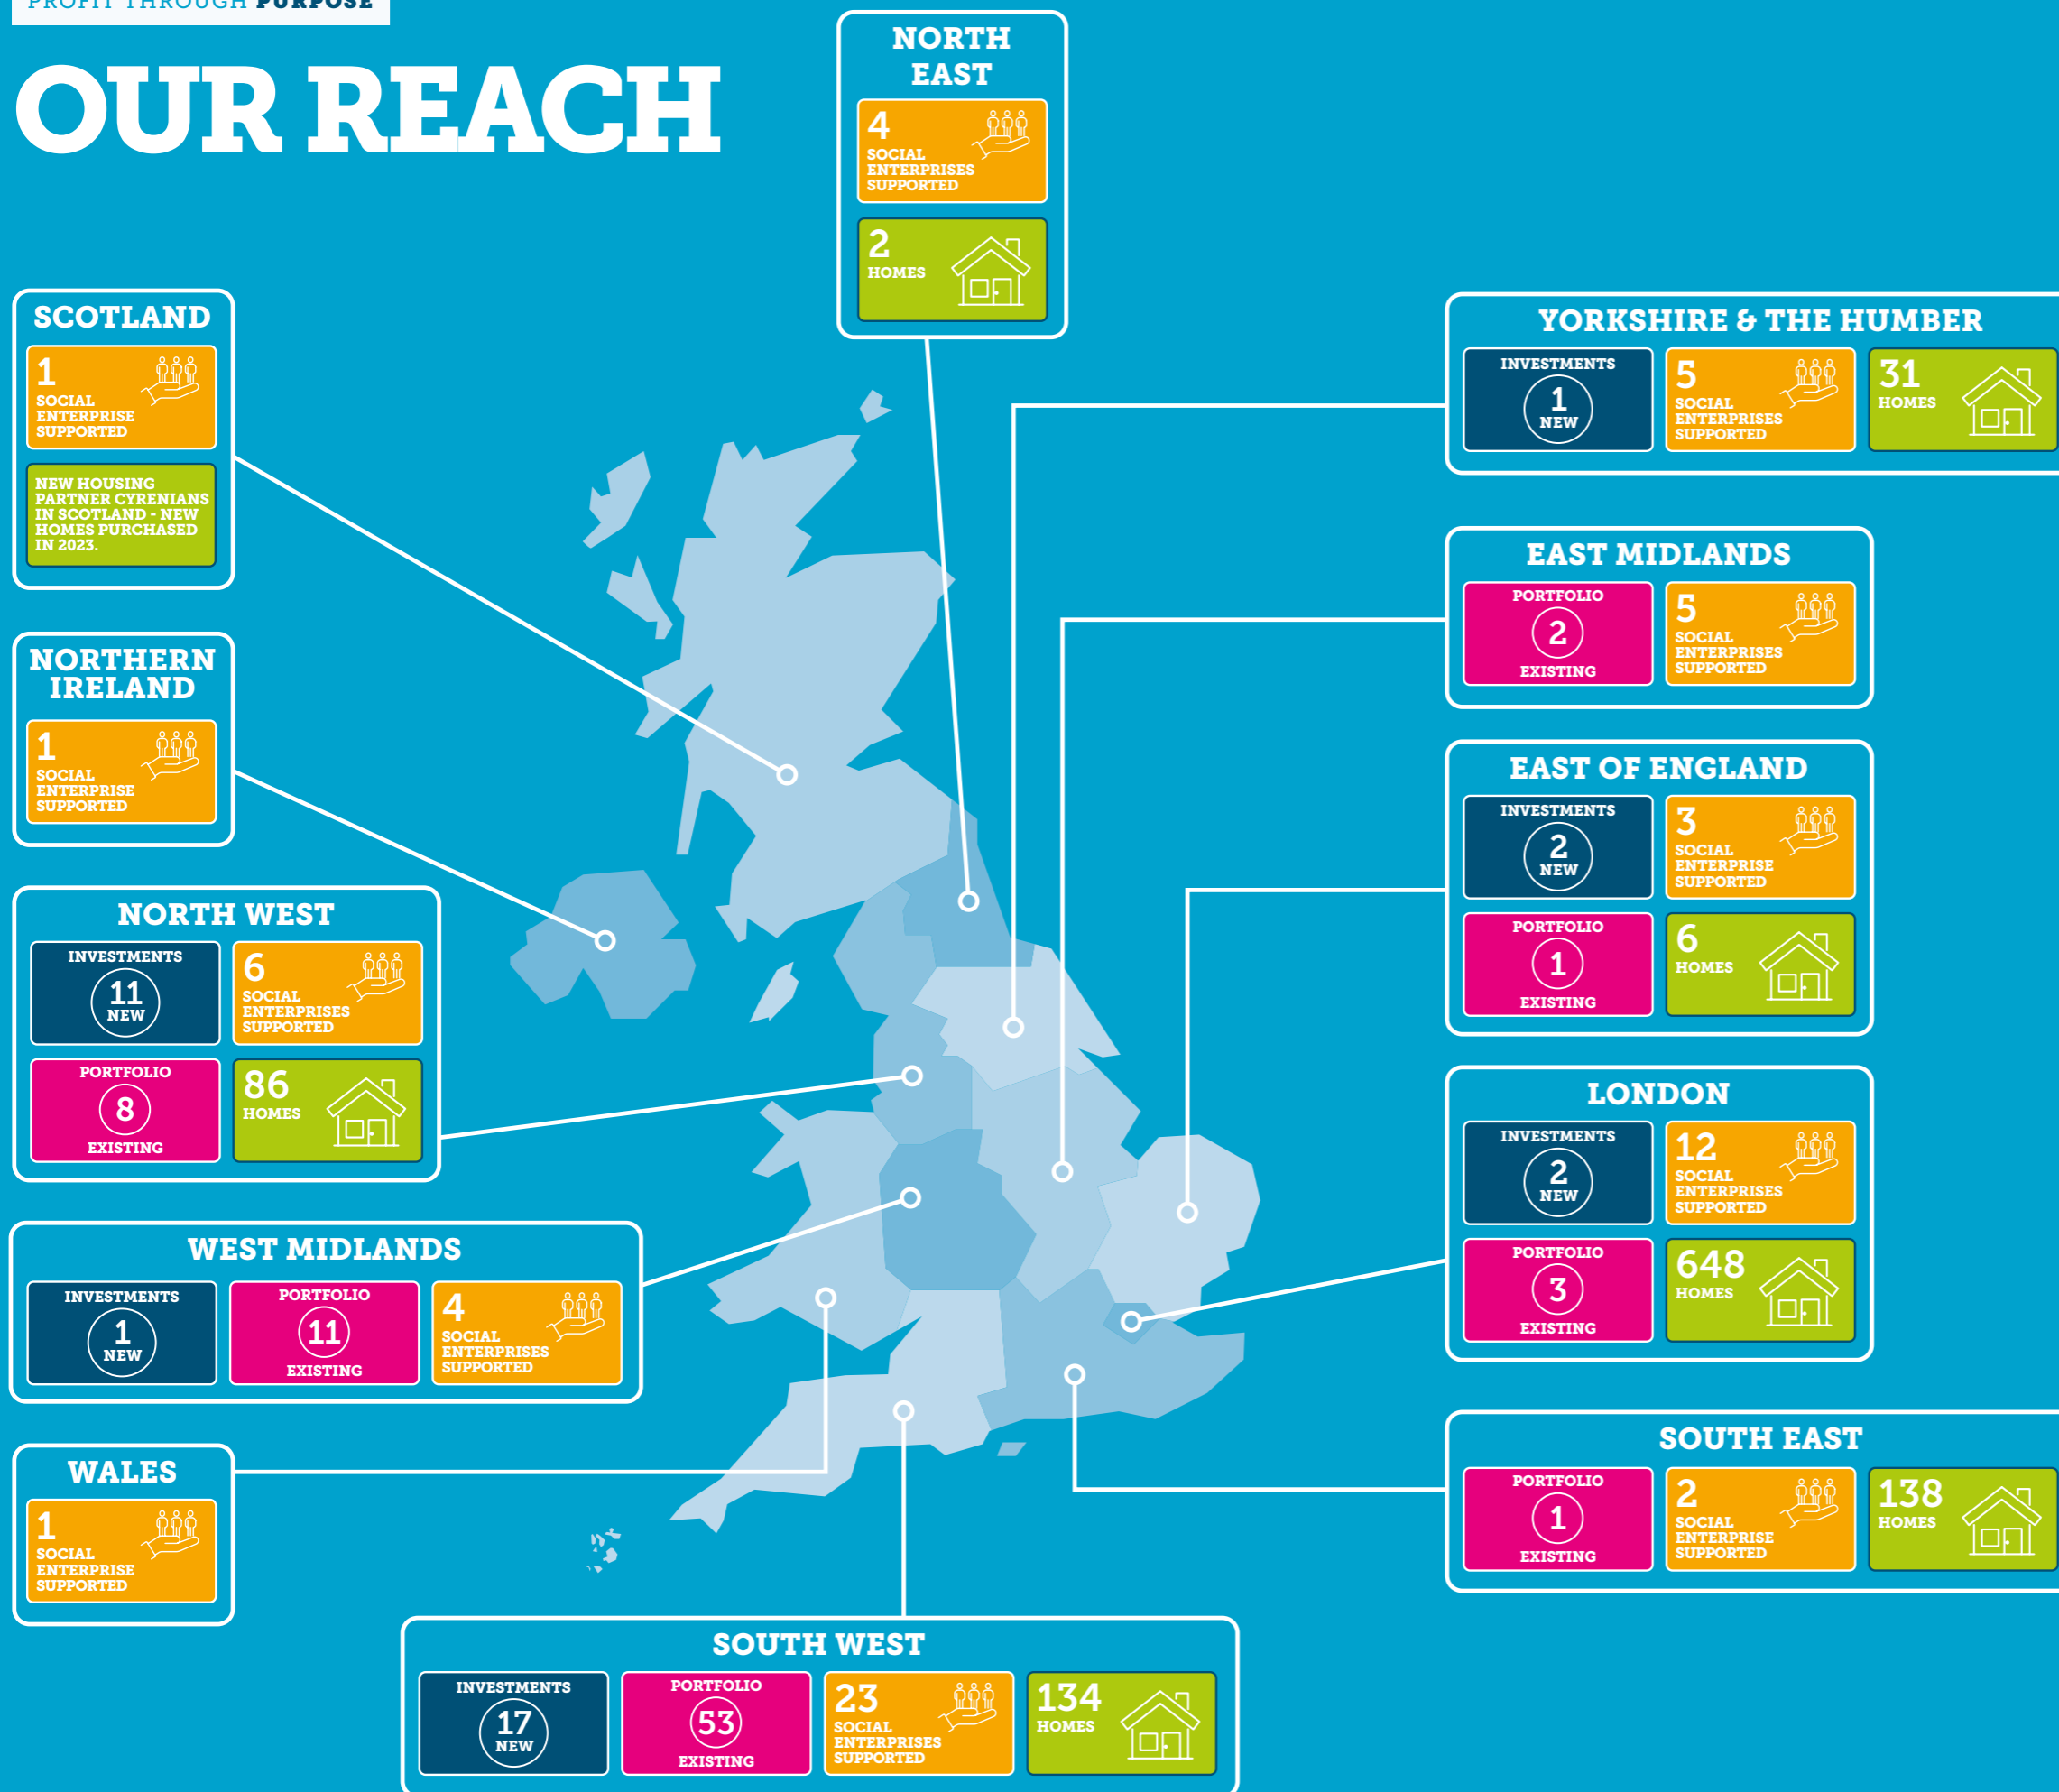 PROFIT THROUGH PURPOSE
OUR REACH
NORTH
EAST
4
SOCIAL
ENTERPRISES
SUPPORTED
2
HOMES
SCOTLAND
1
SOCIAL
ENTERPRISE
SUPPORTED
NEW HOUSING
PARTNER CYRENIANS
IN SCOTLAND - NEW
HOMES PURCHASED
IN 2023.
NORTHERN
IRELAND
1
SOCIAL
ENTERPRISE
SUPPORTED
NORTH WEST
INVESTMENTS
11
NEW
6
SOCIAL
ENTERPRISES
SUPPORTED
PORTFOLIO
8
EXISTING
86
HOMES
WEST MIDLANDS
INVESTMENTS
1
NEW
PORTFOLIO
11
EXISTING
4
SOCIAL
ENTERPRISES
SUPPORTED
WALES
1
SOCIAL
ENTERPRISE
SUPPORTED
SOUTH WEST
INVESTMENTS
17
NEW
PORTFOLIO
53
EXISTING
23
SOCIAL
ENTERPRISES
SUPPORTED
134
HOMES
YORKSHIRE & THE HUMBER
INVESTMENTS
1
NEW
5
SOCIAL
ENTERPRISES
SUPPORTED
31
HOMES
EAST MIDLANDS
PORTFOLIO
2
EXISTING
5
SOCIAL
ENTERPRISES
SUPPORTED
EAST OF ENGLAND
INVESTMENTS
2
NEW
3
SOCIAL
ENTERPRISE
SUPPORTED
PORTFOLIO
1
EXISTING
6
HOMES
LONDON
INVESTMENTS
2
NEW
12
SOCIAL
ENTERPRISES
SUPPORTED
PORTFOLIO
3
EXISTING
648
HOMES
SOUTH EAST
PORTFOLIO
1
EXISTING
2
SOCIAL
ENTERPRISE
SUPPORTED
138
HOMES